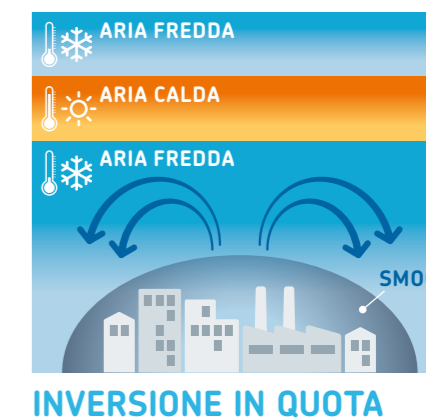 ARIA FREDDA
ARIA CALDA
ARIA FREDDA
SMO
INVERSIONE IN QUOTA